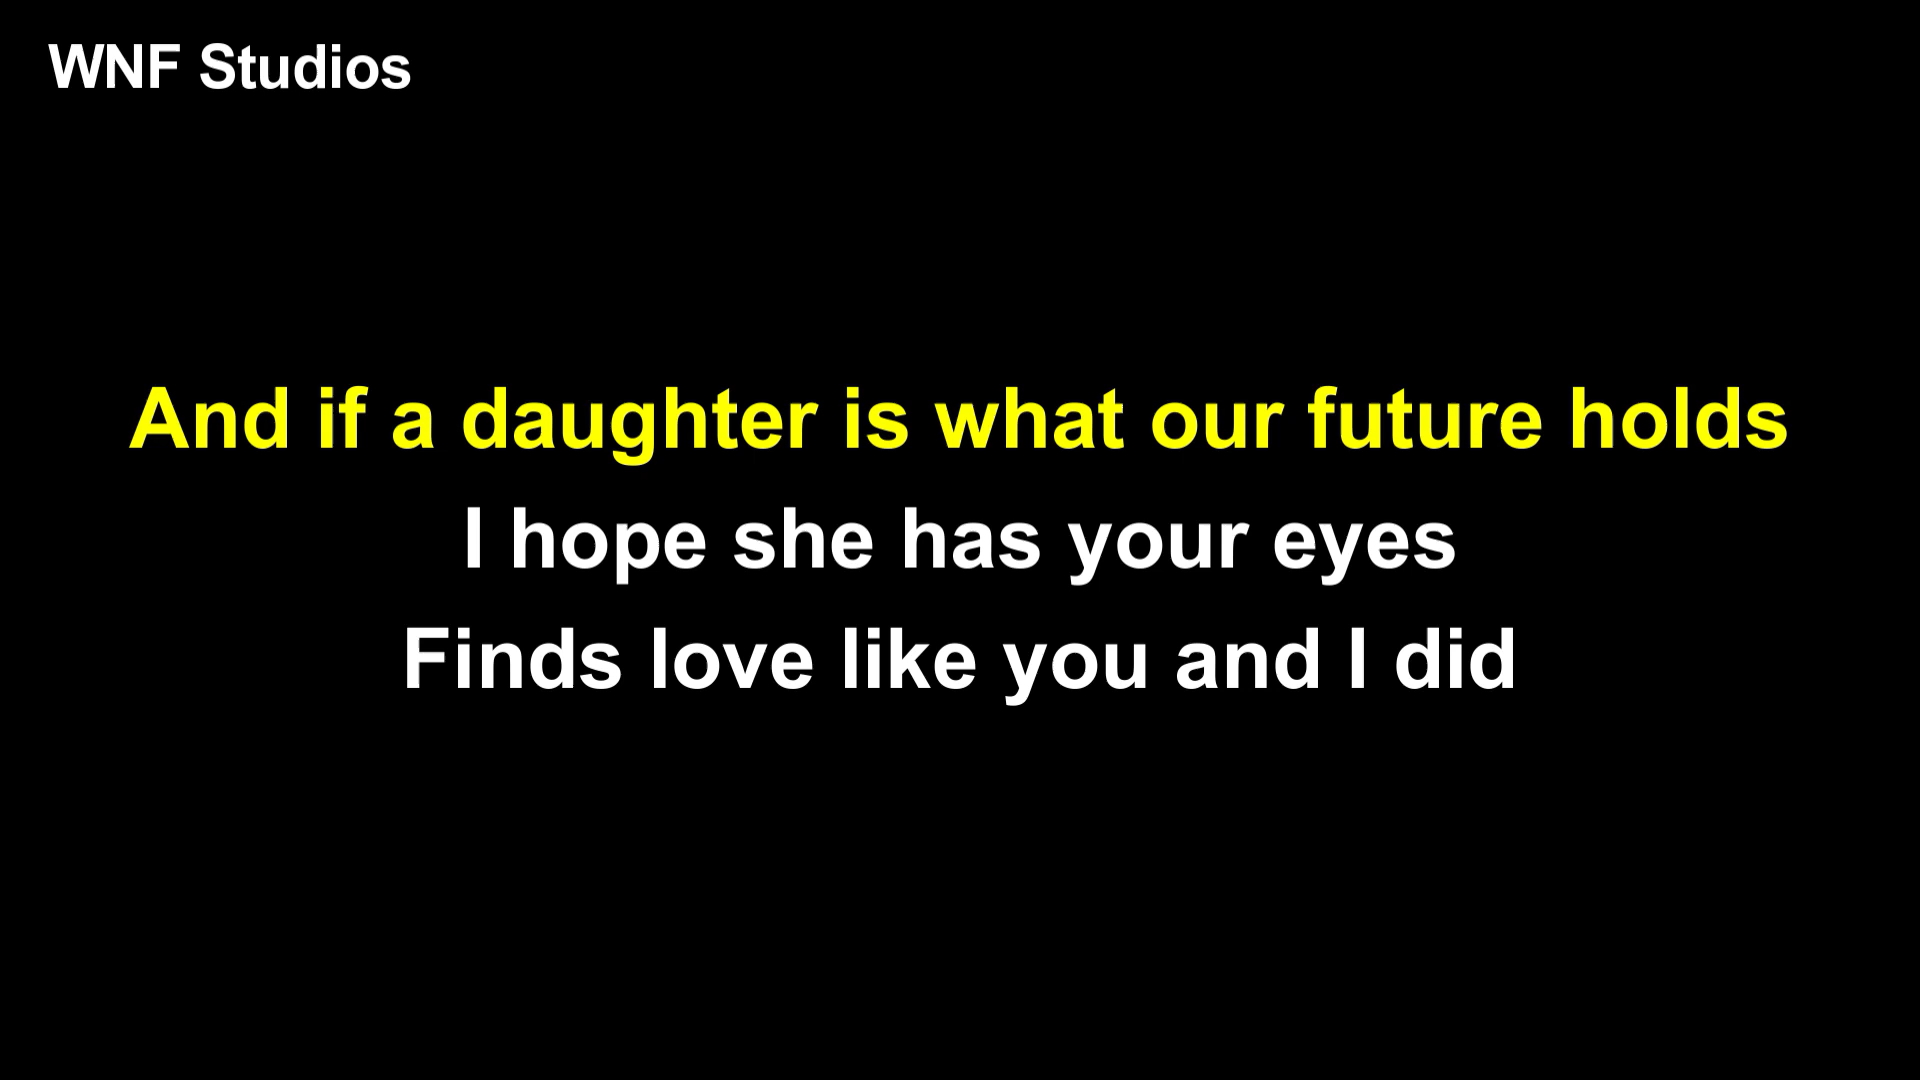 WNF Studios
And if a daughter is what our future holds
I hope she has your eyes
Finds love like you and I did